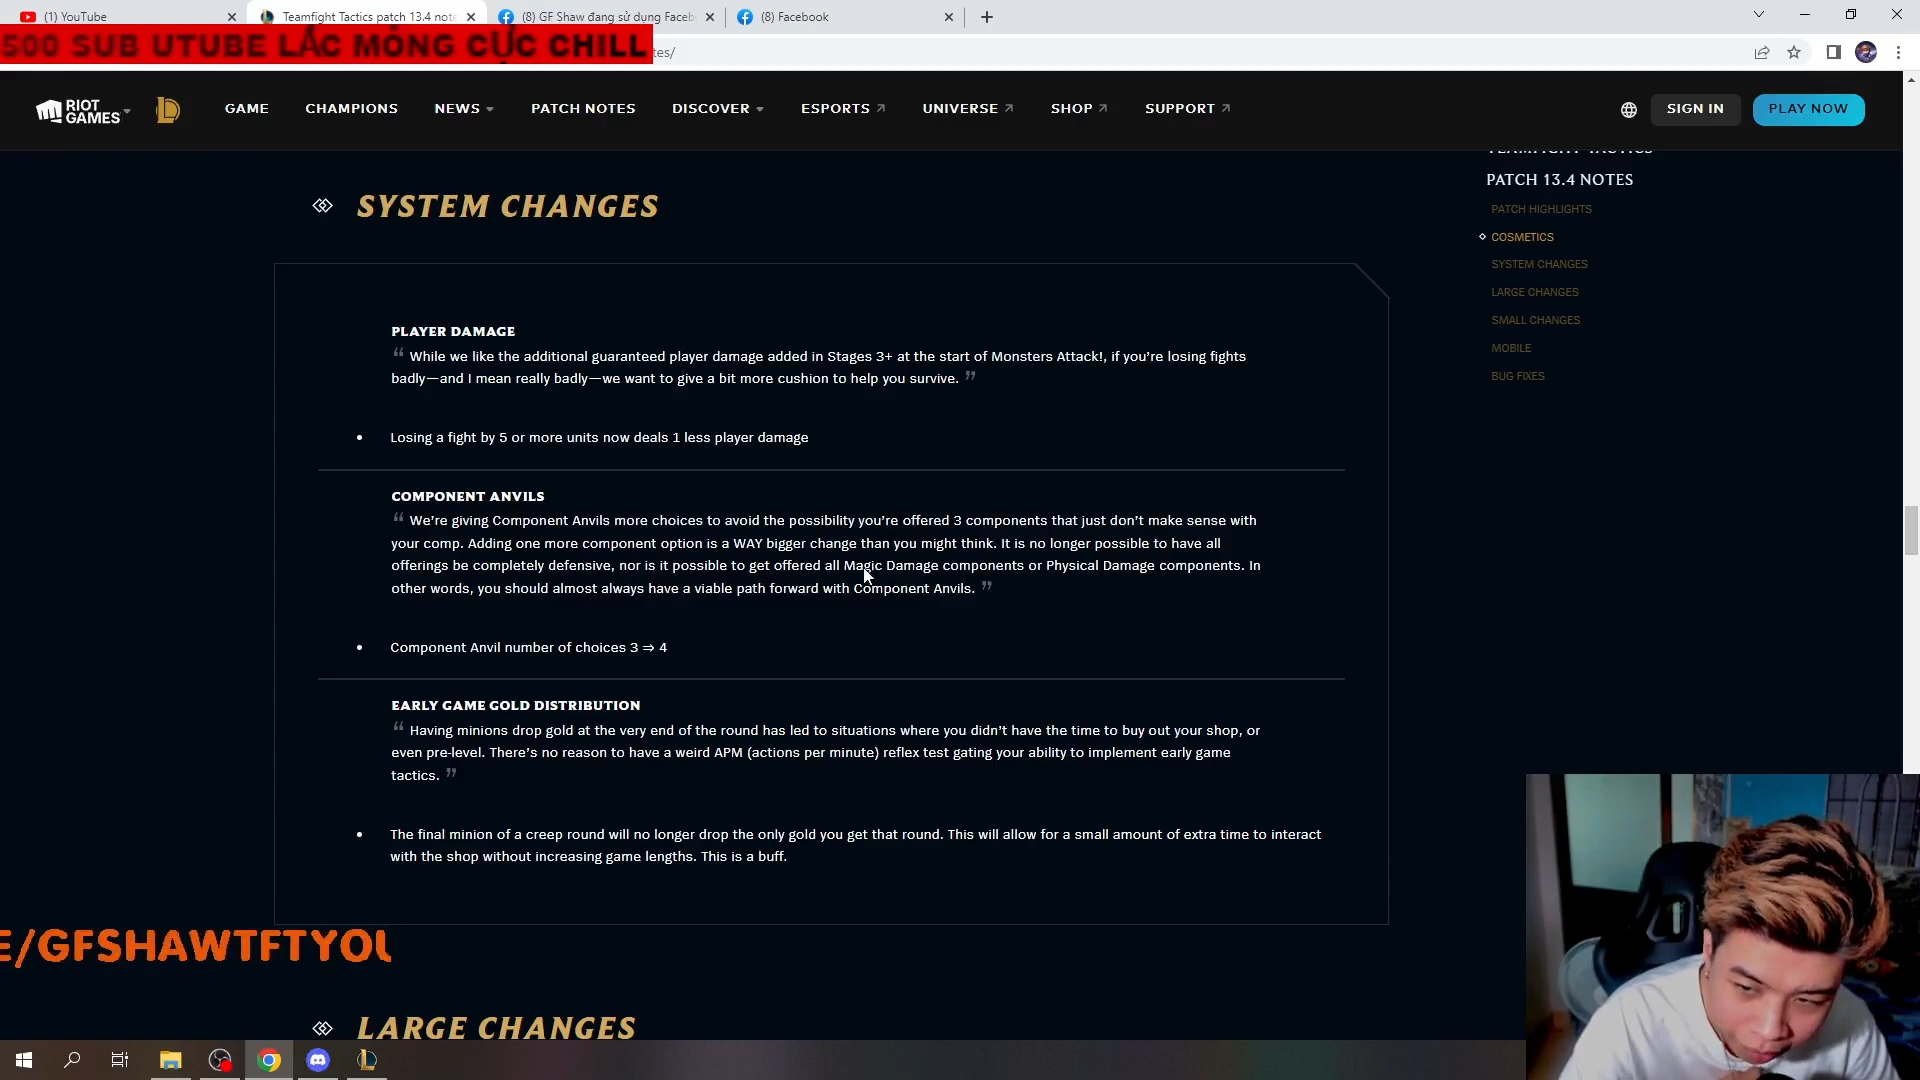 (1) YouTube
Teamfight Tactics patch 13.4 note
(8) GF Shaw đang sử dụng Faceb
(8) Facebook
500 SUB UTUBE LẮC MÔNG CỰC CHILL
tes/
RIOT GAMES
GAME
CHAMPIONS
NEWS
PATCH NOTES
DISCOVER
ESPORTS
UNIVERSE
SHOP
SUPPORT
SIGN IN
PLAY NOW
TEAMFIGHT TACTICS
PATCH 13.4 NOTES
PATCH HIGHLIGHTS
COSMETICS
SYSTEM CHANGES
LARGE CHANGES
SMALL CHANGES
MOBILE
BUG FIXES
SYSTEM CHANGES
PLAYER DAMAGE
“ While we like the additional guaranteed player damage added in Stages 3+ at the start of Monsters Attack!, if you’re losing fights
badly—and I mean really badly—we want to give a bit more cushion to help you survive. ”
• Losing a fight by 5 or more units now deals 1 less player damage
COMPONENT ANVILS
“ We’re giving Component Anvils more choices to avoid the possibility you’re offered 3 components that just don’t make sense with
your comp. Adding one more component option is a WAY bigger change than you might think. It is no longer possible to have all
offerings be completely defensive, nor is it possible to get offered all Magic Damage components or Physical Damage components. In
other words, you should almost always have a viable path forward with Component Anvils. ”
• Component Anvil number of choices 3 ⇒ 4
EARLY GAME GOLD DISTRIBUTION
“ Having minions drop gold at the very end of the round has led to situations where you didn’t have the time to buy out your shop, or
even pre-level. There’s no reason to have a weird APM (actions per minute) reflex test gating your ability to implement early game
tactics. ”
• The final minion of a creep round will no longer drop the only gold you get that round. This will allow for a small amount of extra time to interact
with the shop without increasing game lengths. This is a buff.
E/GFSHAWTFTYOU
LARGE CHANGES